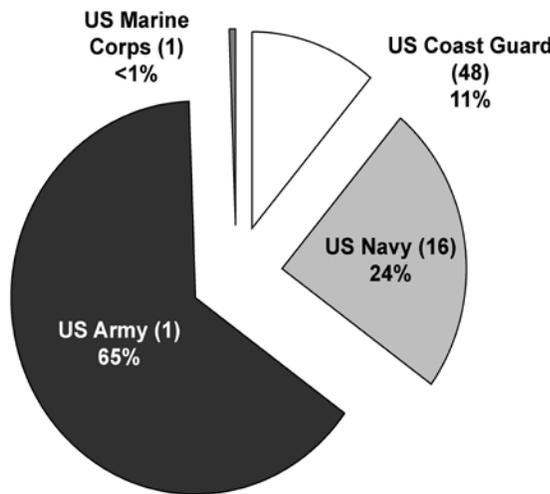 US Marine
Corps (1)
<1%
US Coast Guard
(48)
11%
US Navy (16)
24%
US Army (1)
65%